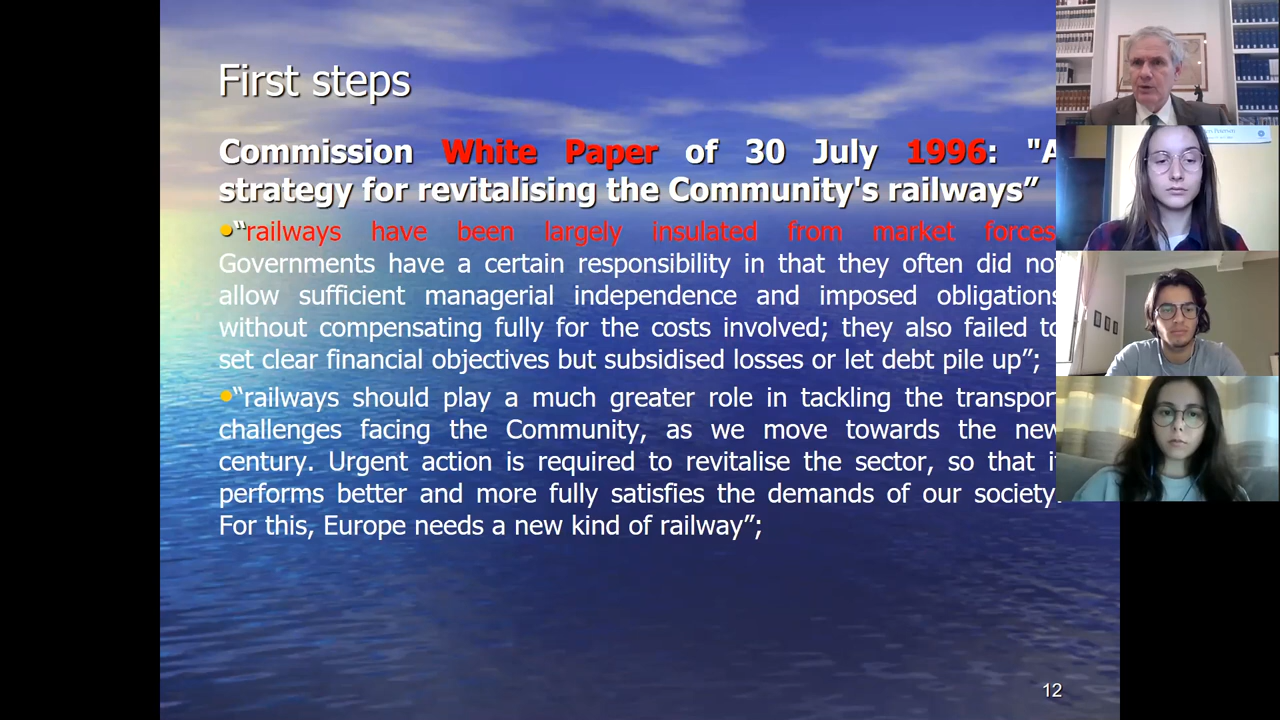 First steps
Commission White Paper of 30 July 1996: "A
strategy for revitalising the Community's railways”
•“railways have been largely insulated from market forces.
Governments have a certain responsibility in that they often did not
allow sufficient managerial independence and imposed obligations
without compensating fully for the costs involved; they also failed to
set clear financial objectives but subsidised losses or let debt pile up”;
•“railways should play a much greater role in tackling the transport
challenges facing the Community, as we move towards the new
century. Urgent action is required to revitalise the sector, so that it
performs better and more fully satisfies the demands of our society.
For this, Europe needs a new kind of railway”;
12